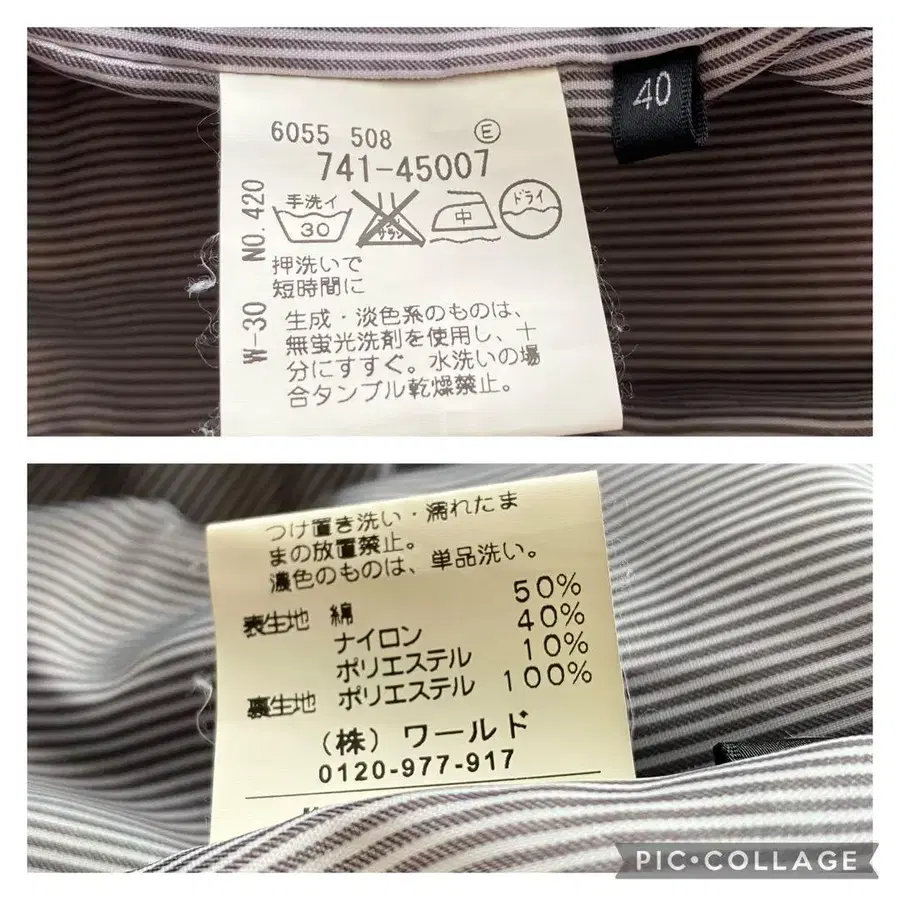 40
6055 508 E
741-45007
手洗イ
30
中
ドライ
NO. 420
W-30
押洗いで
短時間に
生成・淡色系のものは、
無蛍光洗剤を使用し、十
分にすすぐ。水洗いの場
合タンブル乾燥禁止。
つけ置き洗い・濡れたま
まの放置禁止。
濃色のものは、単品洗い。
表生地 綿 50%
ナイロン 40%
ポリエステル 10%
裏生地 ポリエステル 100%
（株）ワールド
0120-977-917
PIC•COLLAGE